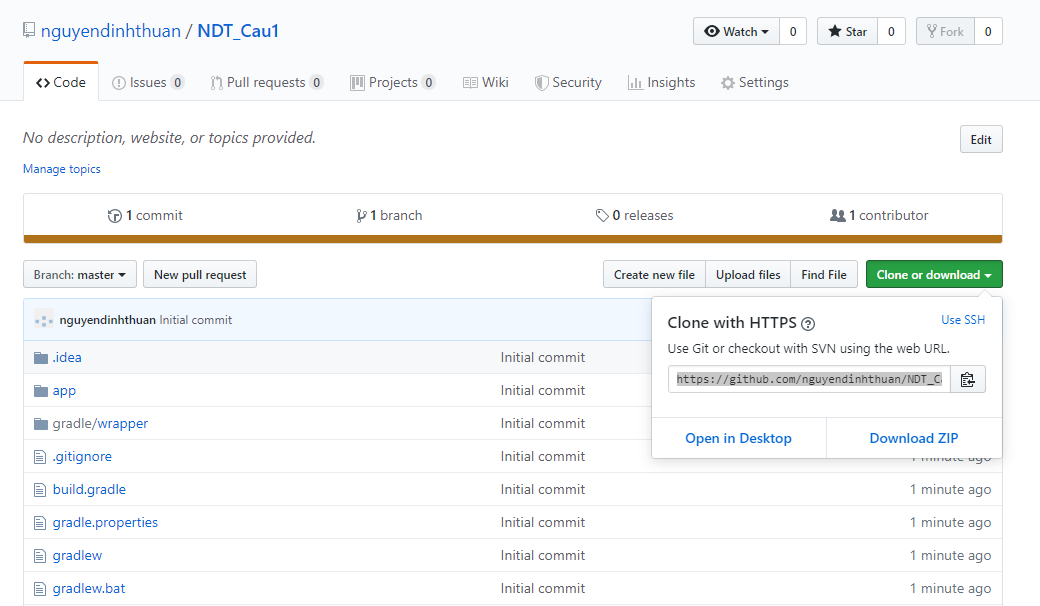 nguyendinhthuan / NDT_Cau1
Watch 0 Star 0 Fork 0
Code Issues 0 Pull requests 0 Projects 0 Wiki Security Insights Settings
No description, website, or topics provided.
Edit
Manage topics
1 commit 1 branch 0 releases 1 contributor
Branch: master New pull request Create new file Upload files Find File Clone or download
nguyendinhthuan Initial commit
Clone with HTTPS ? Use SSH
Use Git or checkout with SVN using the web URL.
https://github.com/nguyendinhthuan/NDT_C
Open in Desktop Download ZIP
.idea Initial commit
app Initial commit
gradle/wrapper Initial commit
.gitignore Initial commit 1 minute ago
build.gradle Initial commit 1 minute ago
gradle.properties Initial commit 1 minute ago
gradlew Initial commit 1 minute ago
gradlew.bat Initial commit 1 minute ago